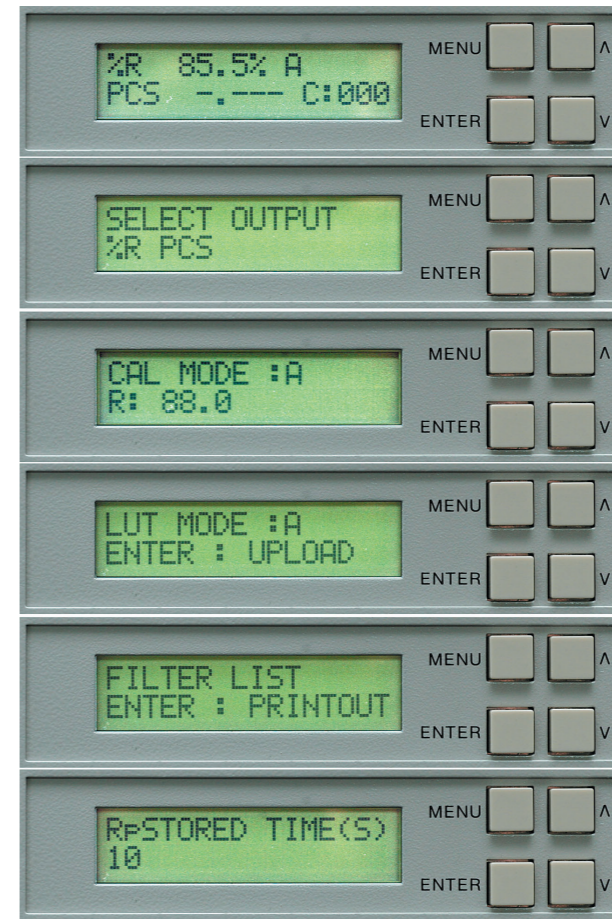 %R 85.5% A
PCS -.--- C:000
MENU
ʌ
ENTER
v
SELECT OUTPUT
%R PCS
MENU
ʌ
ENTER
v
CAL MODE :A
R: 88.0
MENU
ʌ
ENTER
v
LUT MODE :A
ENTER : UPLOAD
MENU
ʌ
ENTER
v
FILTER LIST
ENTER : PRINTOUT
MENU
ʌ
ENTER
v
RpSTORED TIME(S)
10
MENU
ʌ
ENTER
v